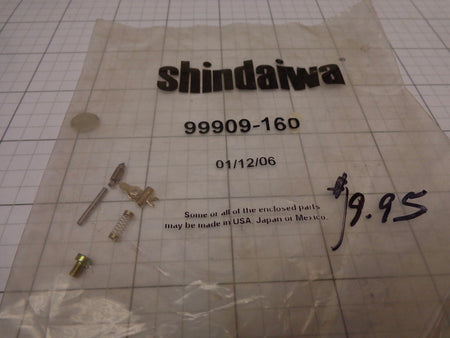 shindaiwa
99909-160
01/12/06
Some or all of the enclosed parts
may be made in USA, Japan or Mexico.
$9.95